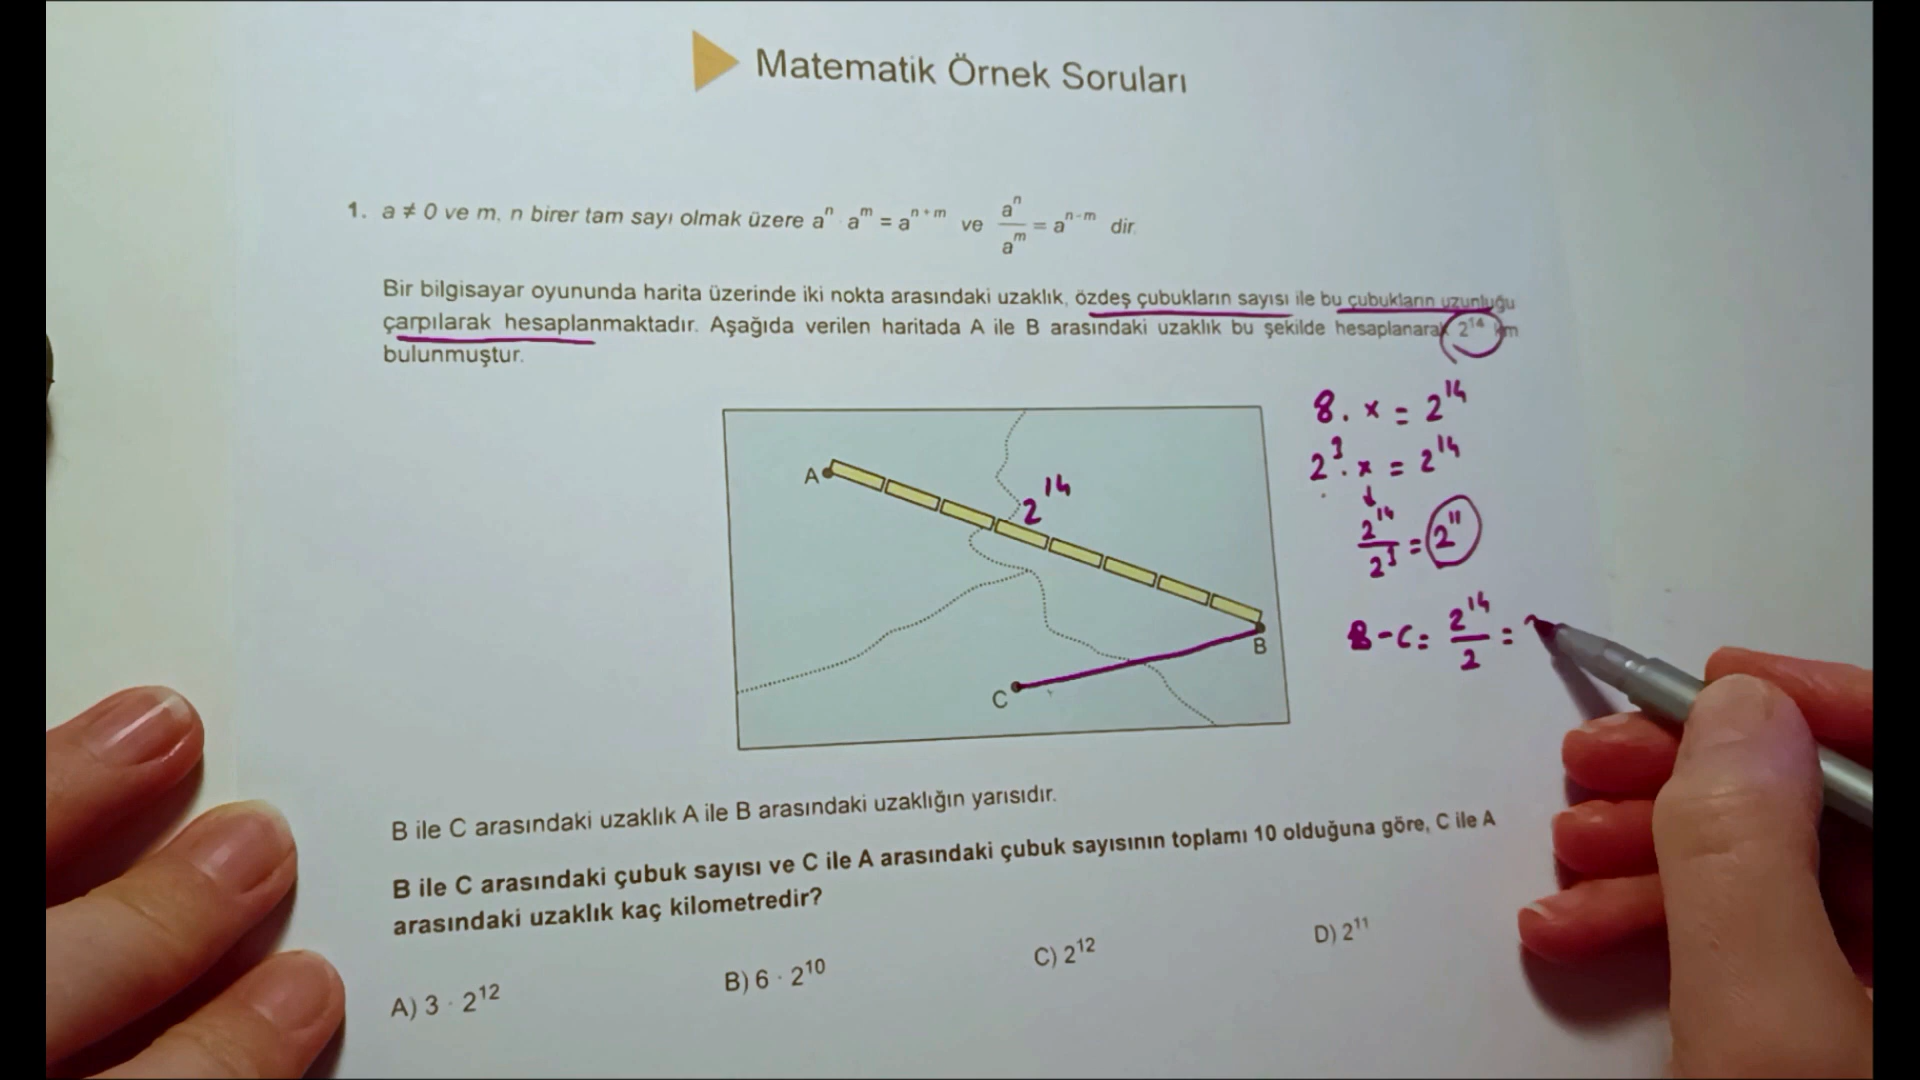 Matematik Örnek Soruları
1. a ≠ 0 ve m, n birer tam sayı olmak üzere aⁿ · aᵐ = aⁿ⁺ᵐ ve aⁿ/aᵐ = aⁿ⁻ᵐ dir.
Bir bilgisayar oyununda harita üzerinde iki nokta arasındaki uzaklık, özdeş çubukların sayısı ile bu çubukların uzunluğu
çarpılarak hesaplanmaktadır. Aşağıda verilen haritada A ile B arasındaki uzaklık bu şekilde hesaplanarak 2¹⁴ km
bulunmuştur.
8 . x = 2¹⁴
A
2¹⁴
2³ . x = 2¹⁴
2¹⁴/2³ = 2¹¹
B - C = 2¹⁴/2 =
B
C
B ile C arasındaki uzaklık A ile B arasındaki uzaklığın yarısıdır.
B ile C arasındaki çubuk sayısı ve C ile A arasındaki çubuk sayısının toplamı 10 olduğuna göre, C ile A
arasındaki uzaklık kaç kilometredir?
A) 3 · 2¹² B) 6 · 2¹⁰ C) 2¹² D) 2¹¹